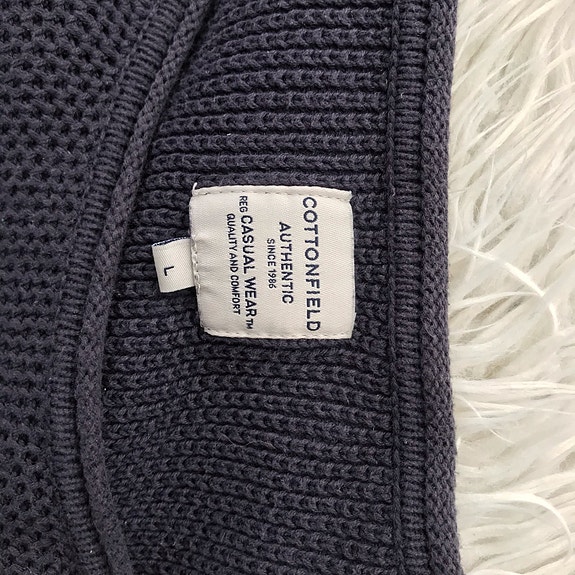 COTTONFIELD
AUTHENTIC
SINCE 1986
REG CASUAL WEAR™
QUALITY AND COMFORT
L